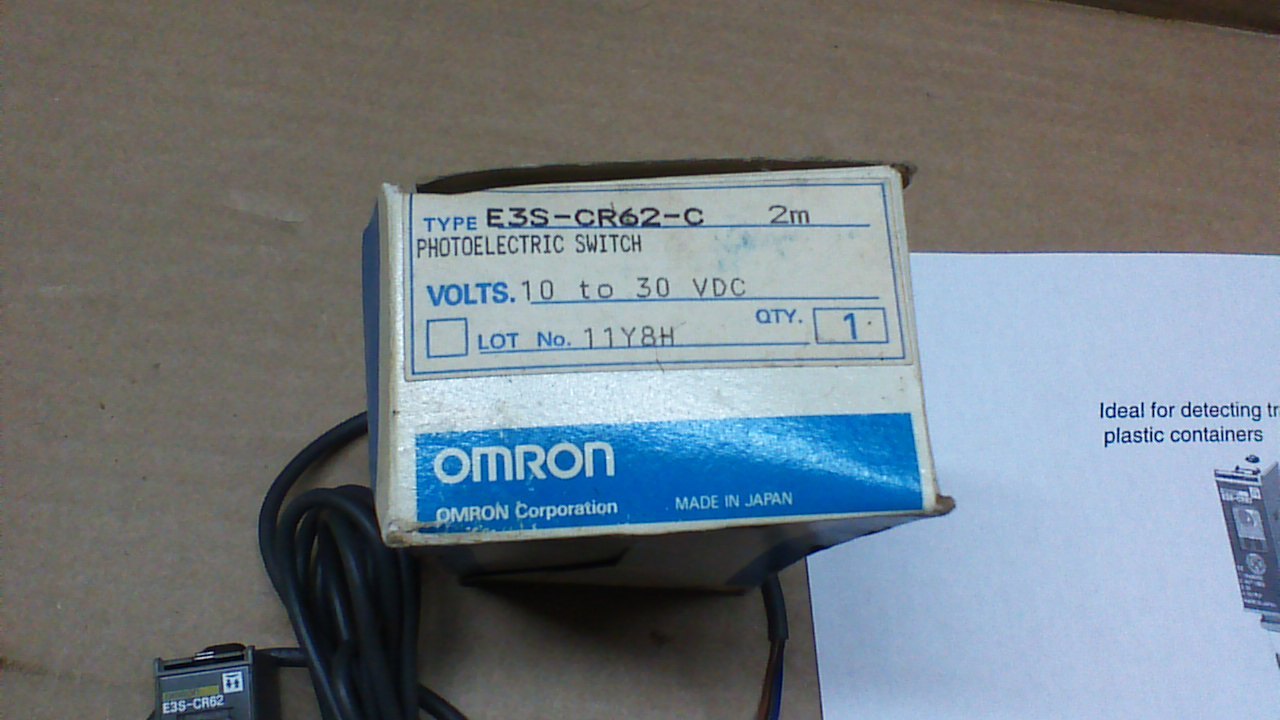 TYPE E3S-CR62-C 2m
PHOTOELECTRIC SWITCH
VOLTS. 10 to 30 VDC
LOT No. 11Y8H QTY. 1
OMRON
OMRON Corporation MADE IN JAPAN
Ideal for detecting tr
plastic containers
E3S-CR62